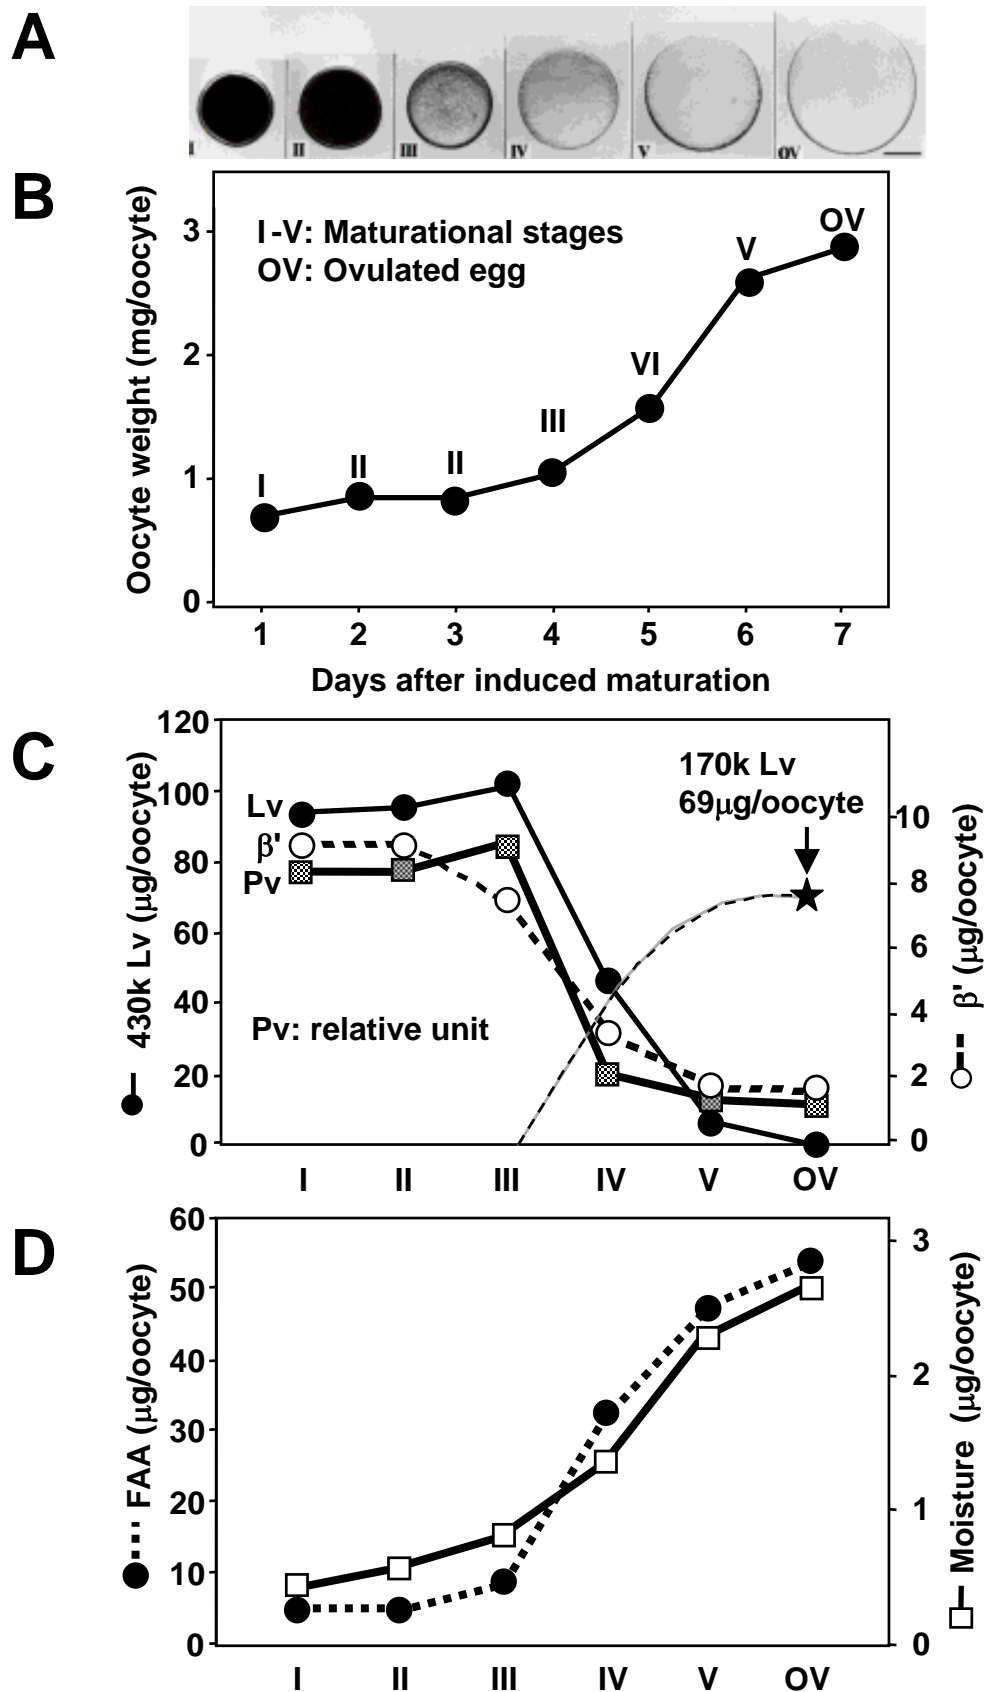 A
I
II
III
IV
V
OV
B
Oocyte weight (mg/oocyte)
3
2
1
0
I-V: Maturational stages
OV: Ovulated egg
I
II
II
III
VI
V
OV
1 2 3 4 5 6 7
Days after induced maturation
C
430k Lv (μg/oocyte)
120
100
80
60
40
20
0
Lv
β'
Pv
Pv: relative unit
170k Lv
69μg/oocyte
10
8
6
4
2
0
β' (μg/oocyte)
I II III IV V OV
D
FAA (μg/oocyte)
60
50
40
30
20
10
0
3
2
1
0
Moisture (μg/oocyte)
I II III IV V OV